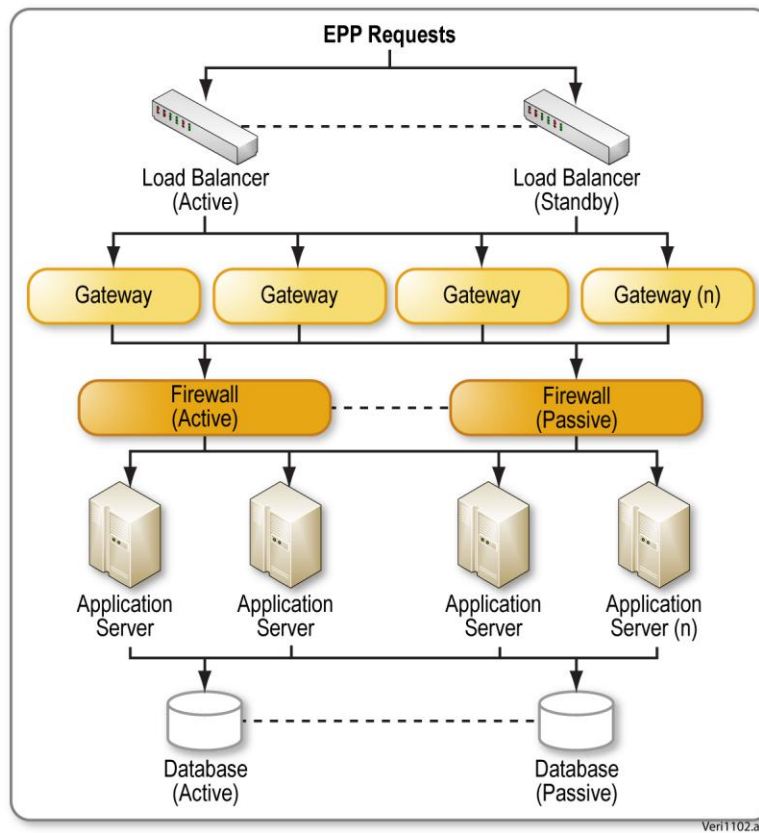 EPP Requests
Load Balancer
(Active)
Load Balancer
(Standby)
Gateway
Gateway
Gateway
Gateway (n)
Firewall
(Active)
Firewall
(Passive)
Application
Server
Application
Server
Application
Server
Application
Server (n)
Database
(Active)
Database
(Passive)